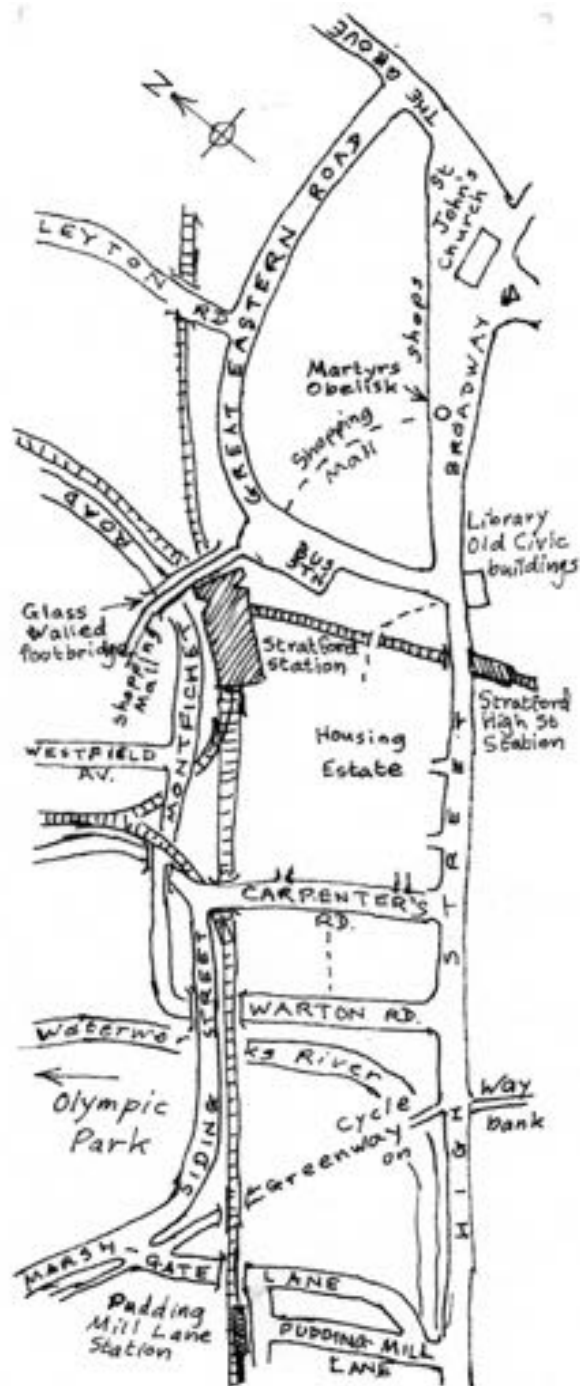 THE GROVE
N
LEYTON RD
GREAT EASTERN ROAD
St
John's
Church
Shops
Martyrs
Obelisk
Shopping
Mall
BROADWAY
ROAD
BUS
STN
Library
Old Civic
buildings
Glass
Walled
footbridge
Shopping
Mall
MONTFICHET
Stratford
Station
Stratford
High St
Station
Housing
Estate
WESTFIELD
AV.
CARPENTER'S
RD.
HIGH STREET
WARTON RD.
Waterworks River
Olympic
Park
SIDING STREET
Cycle Way
Greenway
on bank
MARSH-GATE LANE
Pudding
Mill Lane
Station
PUDDING MILL
LANE